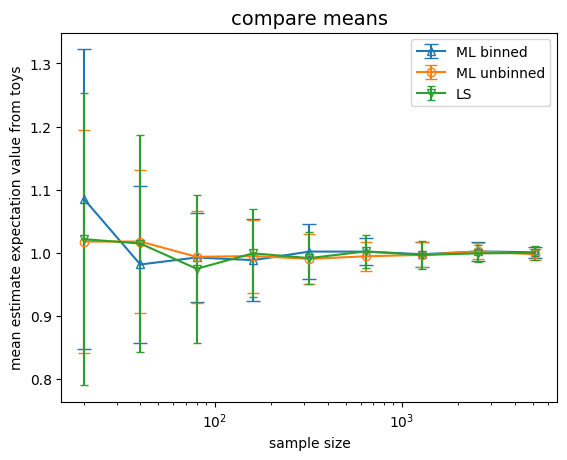 compare means
ML binned
ML unbinned
LS
mean estimate expectation value from toys
1.3
1.2
1.1
1.0
0.9
0.8
10²
10³
sample size